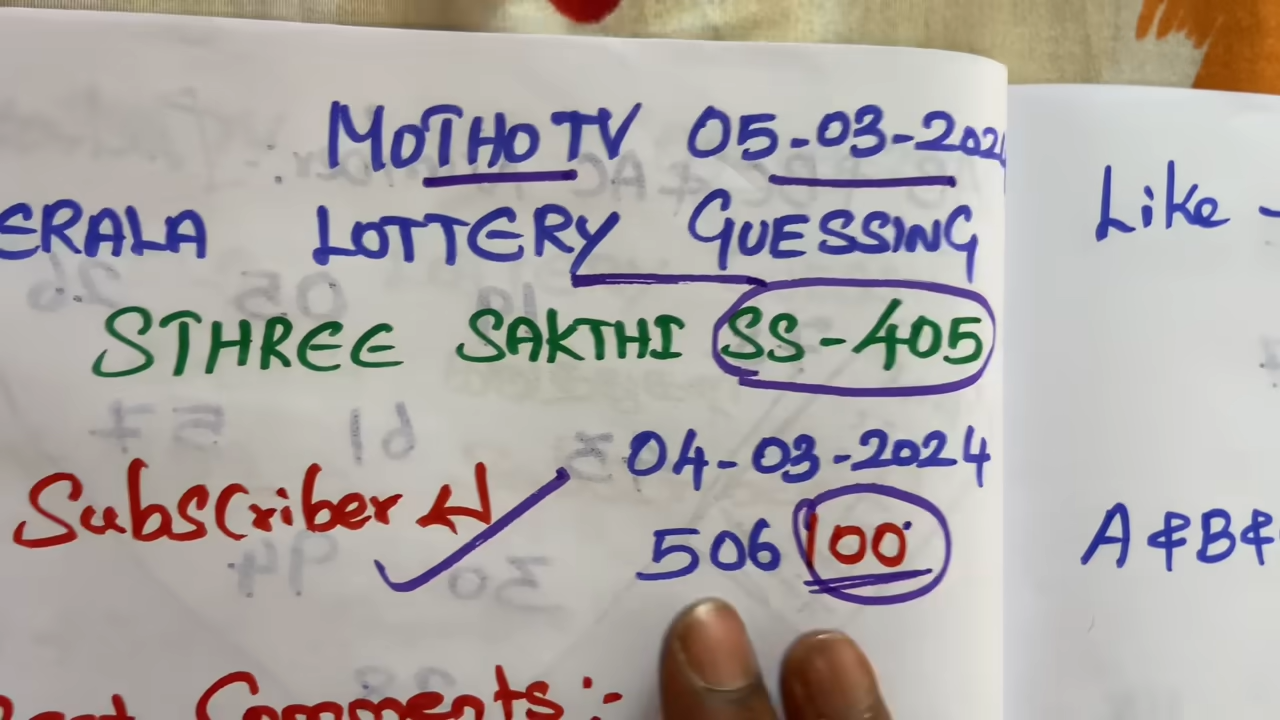 MOTHO TV 05-03-2024
ERALA LOTTERY GUESSING
STHREE SAKTHI SS-405
04-03-2024
Subscriber
506 100
Comments:-
Like -
A & B &